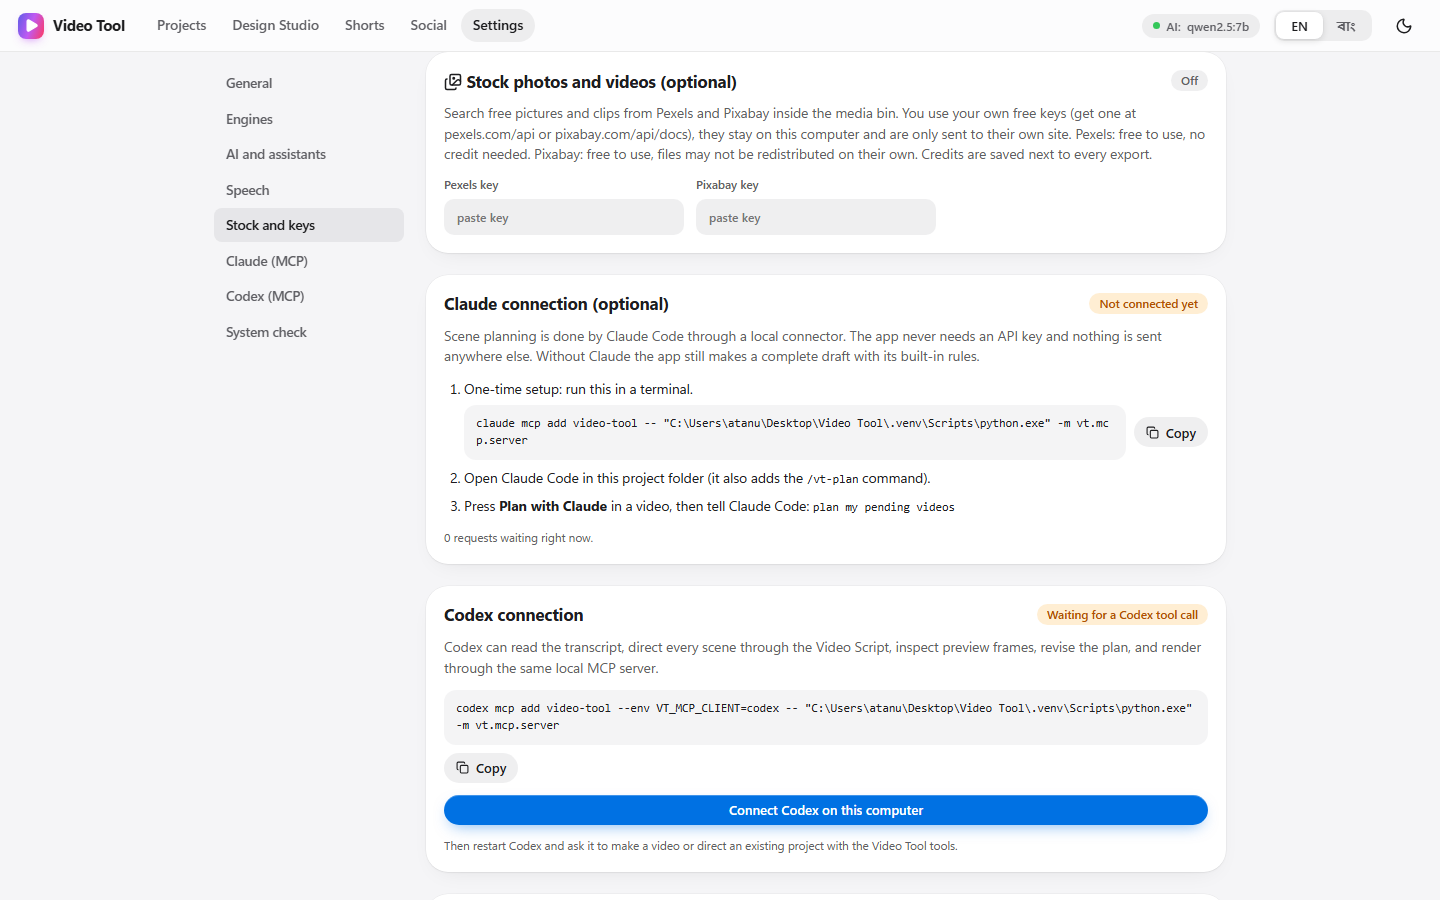 Video Tool
Projects
Design Studio
Shorts
Social
Settings
AI: qwen2.5:7b
EN
বাং
General
Engines
AI and assistants
Speech
Stock and keys
Claude (MCP)
Codex (MCP)
System check
Stock photos and videos (optional)
Off
Search free pictures and clips from Pexels and Pixabay inside the media bin. You use your own free keys (get one at
pexels.com/api or pixabay.com/api/docs), they stay on this computer and are only sent to their own site. Pexels: free to use, no
credit needed. Pixabay: free to use, files may not be redistributed on their own. Credits are saved next to every export.
Pexels key
Pixabay key
paste key
paste key
Claude connection (optional)
Not connected yet
Scene planning is done by Claude Code through a local connector. The app never needs an API key and nothing is sent
anywhere else. Without Claude the app still makes a complete draft with its built-in rules.
1. One-time setup: run this in a terminal.
claude mcp add video-tool -- "C:\Users\atanu\Desktop\Video Tool\.venv\Scripts\python.exe" -m vt.mc
p.server
Copy
2. Open Claude Code in this project folder (it also adds the /vt-plan command).
3. Press Plan with Claude in a video, then tell Claude Code: plan my pending videos
0 requests waiting right now.
Codex connection
Waiting for a Codex tool call
Codex can read the transcript, direct every scene through the Video Script, inspect preview frames, revise the plan, and render
through the same local MCP server.
codex mcp add video-tool --env VT_MCP_CLIENT=codex -- "C:\Users\atanu\Desktop\Video Tool\.venv\Scripts\python.exe"
-m vt.mcp.server
Copy
Connect Codex on this computer
Then restart Codex and ask it to make a video or direct an existing project with the Video Tool tools.